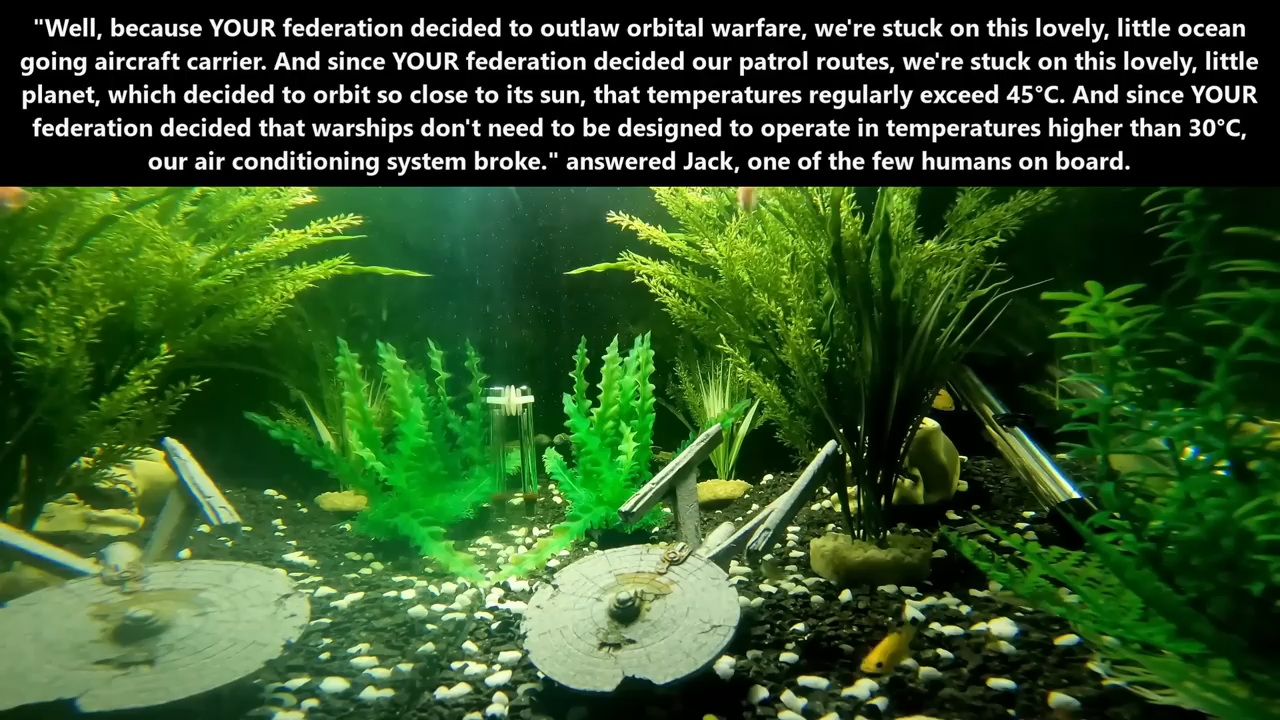 "Well, because YOUR federation decided to outlaw orbital warfare, we're stuck on this lovely, little ocean
going aircraft carrier. And since YOUR federation decided our patrol routes, we're stuck on this lovely, little
planet, which decided to orbit so close to its sun, that temperatures regularly exceed 45°C. And since YOUR
federation decided that warships don't need to be designed to operate in temperatures higher than 30°C,
our air conditioning system broke." answered Jack, one of the few humans on board.